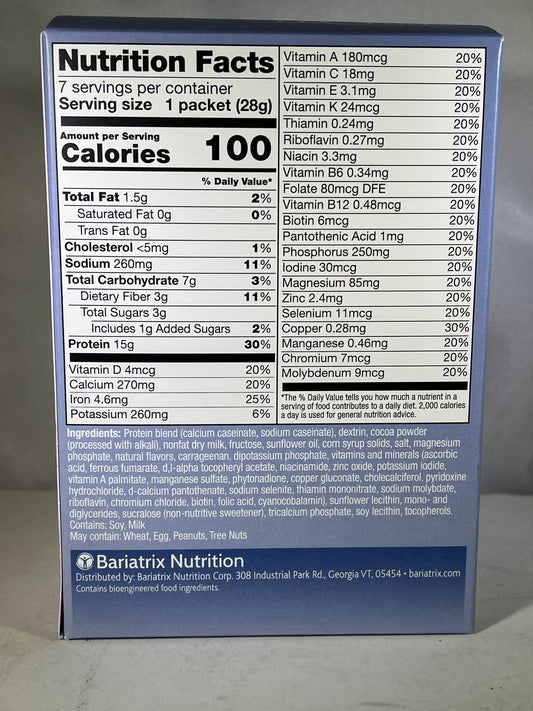 Nutrition Facts
7 servings per container
Serving size 1 packet (28g)
Amount per Serving
Calories 100
% Daily Value*
Total Fat 1.5g 2%
Saturated Fat 0g 0%
Trans Fat 0g
Cholesterol <5mg 1%
Sodium 260mg 11%
Total Carbohydrate 7g 3%
Dietary Fiber 3g 11%
Total Sugars 3g
Includes 1g Added Sugars 2%
Protein 15g 30%
Vitamin D 4mcg 20%
Calcium 270mg 20%
Iron 4.6mg 25%
Potassium 260mg 6%
Vitamin A 180mcg 20%
Vitamin C 18mg 20%
Vitamin E 3.1mg 20%
Vitamin K 24mcg 20%
Thiamin 0.24mg 20%
Riboflavin 0.27mg 20%
Niacin 3.3mg 20%
Vitamin B6 0.34mg 20%
Folate 80mcg DFE 20%
Vitamin B12 0.48mcg 20%
Biotin 6mcg 20%
Pantothenic Acid 1mg 20%
Phosphorus 250mg 20%
Iodine 30mcg 20%
Magnesium 85mg 20%
Zinc 2.4mg 20%
Selenium 11mcg 20%
Copper 0.28mg 30%
Manganese 0.46mg 20%
Chromium 7mcg 20%
Molybdenum 9mcg 20%
*The % Daily Value tells you how much a nutrient in a
serving of food contributes to a daily diet. 2,000 calories
a day is used for general nutrition advice.
Ingredients: Protein blend (calcium caseinate, sodium caseinate), dextrin, cocoa powder
(processed with alkali), nonfat dry milk, fructose, sunflower oil, corn syrup solids, salt, magnesium
phosphate, natural flavors, carrageenan, dipotassium phosphate, vitamins and minerals (ascorbic
acid, ferrous fumarate, d,l-alpha tocopheryl acetate, niacinamide, zinc oxide, potassium iodide,
vitamin A palmitate, manganese sulfate, phytonadione, copper gluconate, cholecalciferol, pyridoxine
hydrochloride, d-calcium pantothenate, sodium selenite, thiamin mononitrate, sodium molybdate,
riboflavin, chromium chloride, biotin, folic acid, cyanocobalamin), sunflower lecithin, mono- and
diglycerides, sucralose (non-nutritive sweetener), tricalcium phosphate, soy lecithin, tocopherols.
Contains: Soy, Milk
May contain: Wheat, Egg, Peanuts, Tree Nuts
Bariatrix Nutrition
Distributed by: Bariatrix Nutrition Corp. 308 Industrial Park Rd., Georgia VT, 05454 • bariatrix.com
Contains bioengineered food ingredients.